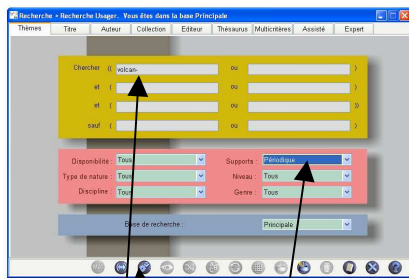 Recherche > Recherche Usager. Vous êtes dans la base Principale
Thèmes Titre Auteur Collection Editeur Thésaurus Multicritères Assisté Expert
Chercher (( volcan- ou )
et ( ou )
et ( ou ))
sauf ( ou )
Disponibilité : Tous Supports : Périodique
Type de nature : Tous Niveau : Tous
Discipline : Tous Genre : Tous
Base de recherche : Principale